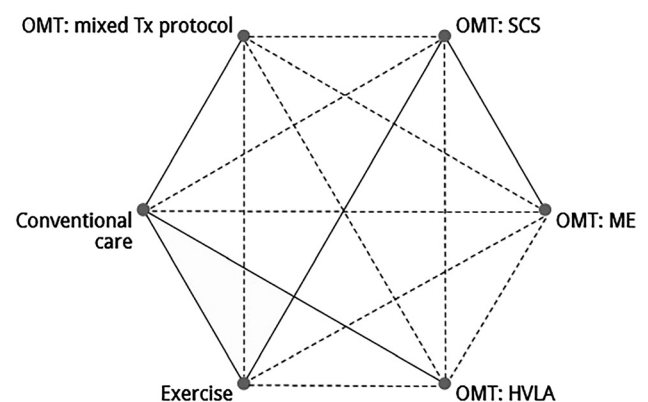 OMT: mixed Tx protocol
OMT: SCS
Conventional
care
OMT: ME
Exercise
OMT: HVLA